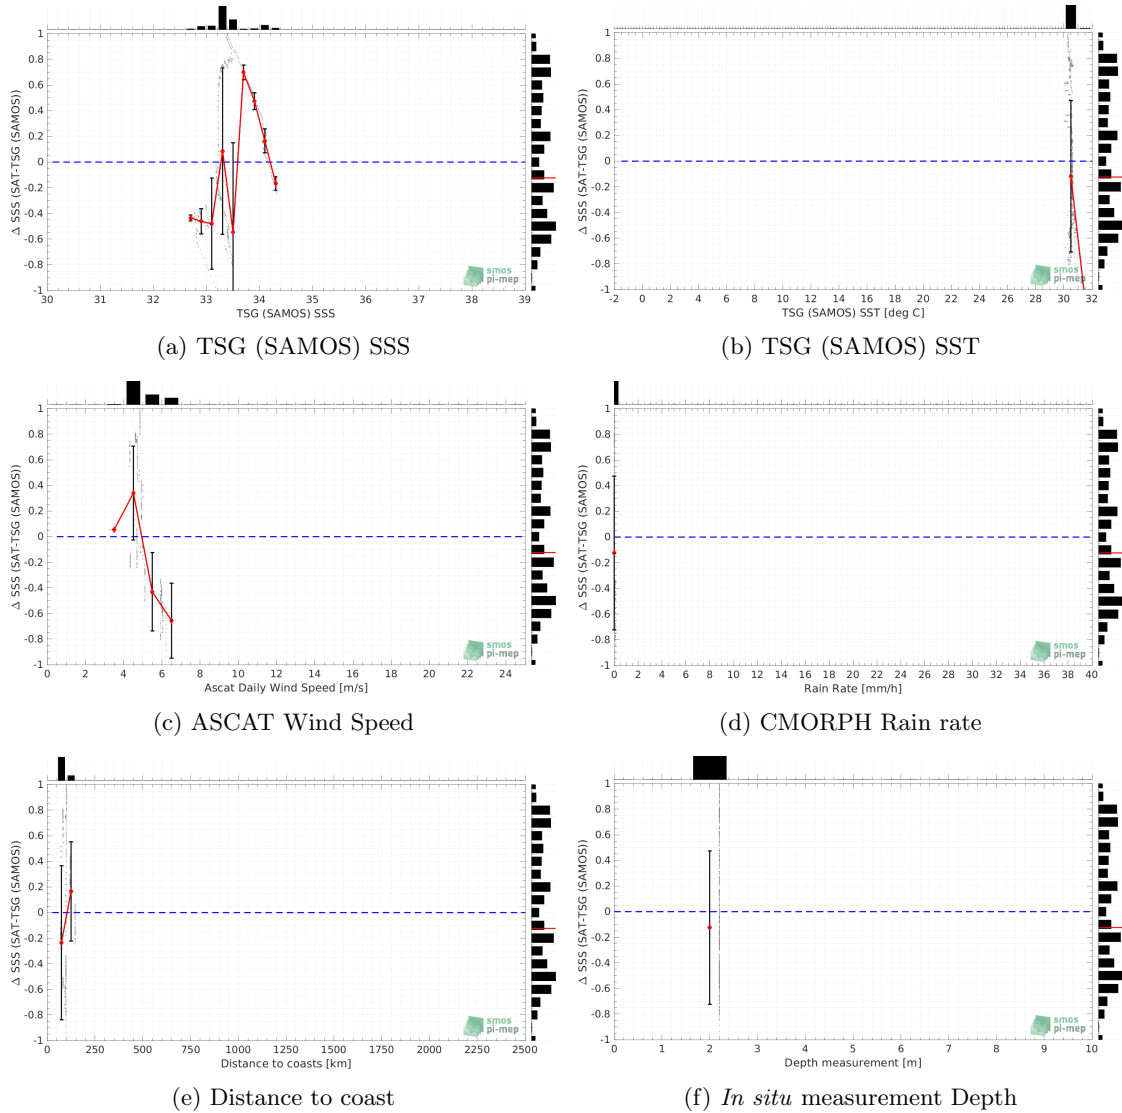 1
0.8
0.6
0.4
0.2
0
-0.2
-0.4
-0.6
-0.8
-1
Δ SSS (SAT-TSG (SAMOS))
30 31 32 33 34 35 36 37 38 39
TSG (SAMOS) SSS
smos
pi-mep
(a) TSG (SAMOS) SSS
1
0.8
0.6
0.4
0.2
0
-0.2
-0.4
-0.6
-0.8
-1
Δ SSS (SAT-TSG (SAMOS))
-2 0 2 4 6 8 10 12 14 16 18 20 22 24 26 28 30 32
TSG (SAMOS) SST [deg C]
smos
pi-mep
(b) TSG (SAMOS) SST
1
0.8
0.6
0.4
0.2
0
-0.2
-0.4
-0.6
-0.8
-1
Δ SSS (SAT-TSG (SAMOS))
0 2 4 6 8 10 12 14 16 18 20 22 24
Ascat Daily Wind Speed [m/s]
smos
pi-mep
(c) ASCAT Wind Speed
1
0.8
0.6
0.4
0.2
0
-0.2
-0.4
-0.6
-0.8
-1
Δ SSS (SAT-TSG (SAMOS))
0 2 4 6 8 10 12 14 16 18 20 22 24 26 28 30 32 34 36 38 40
Rain Rate [mm/h]
smos
pi-mep
(d) CMORPH Rain rate
1
0.8
0.6
0.4
0.2
0
-0.2
-0.4
-0.6
-0.8
-1
Δ SSS (SAT-TSG (SAMOS))
0 250 500 750 1000 1250 1500 1750 2000 2250 2500
Distance to coasts [km]
smos
pi-mep
(e) Distance to coast
1
0.8
0.6
0.4
0.2
0
-0.2
-0.4
-0.6
-0.8
-1
Δ SSS (SAT-TSG (SAMOS))
0 1 2 3 4 5 6 7 8 9 10
Depth measurement [m]
smos
pi-mep
(f) In situ measurement Depth